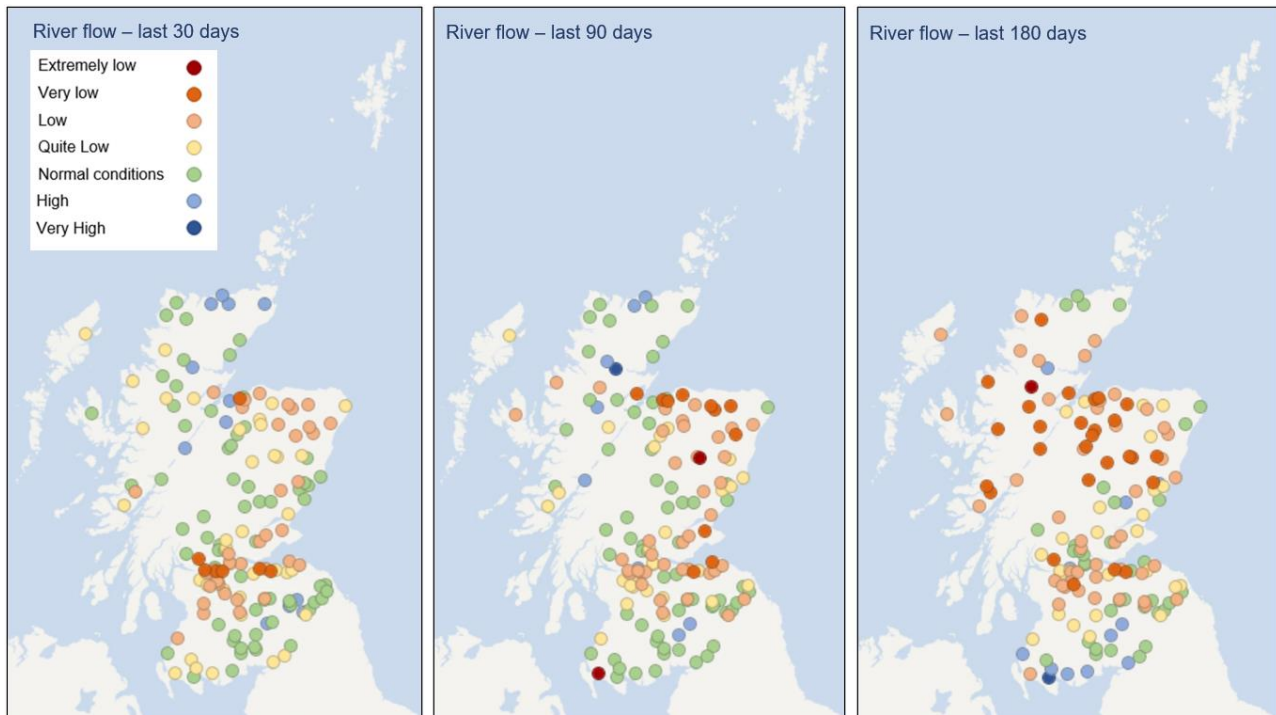 River flow – last 30 days
Extremely low
Very low
Low
Quite Low
Normal conditions
High
Very High
River flow – last 90 days
River flow – last 180 days